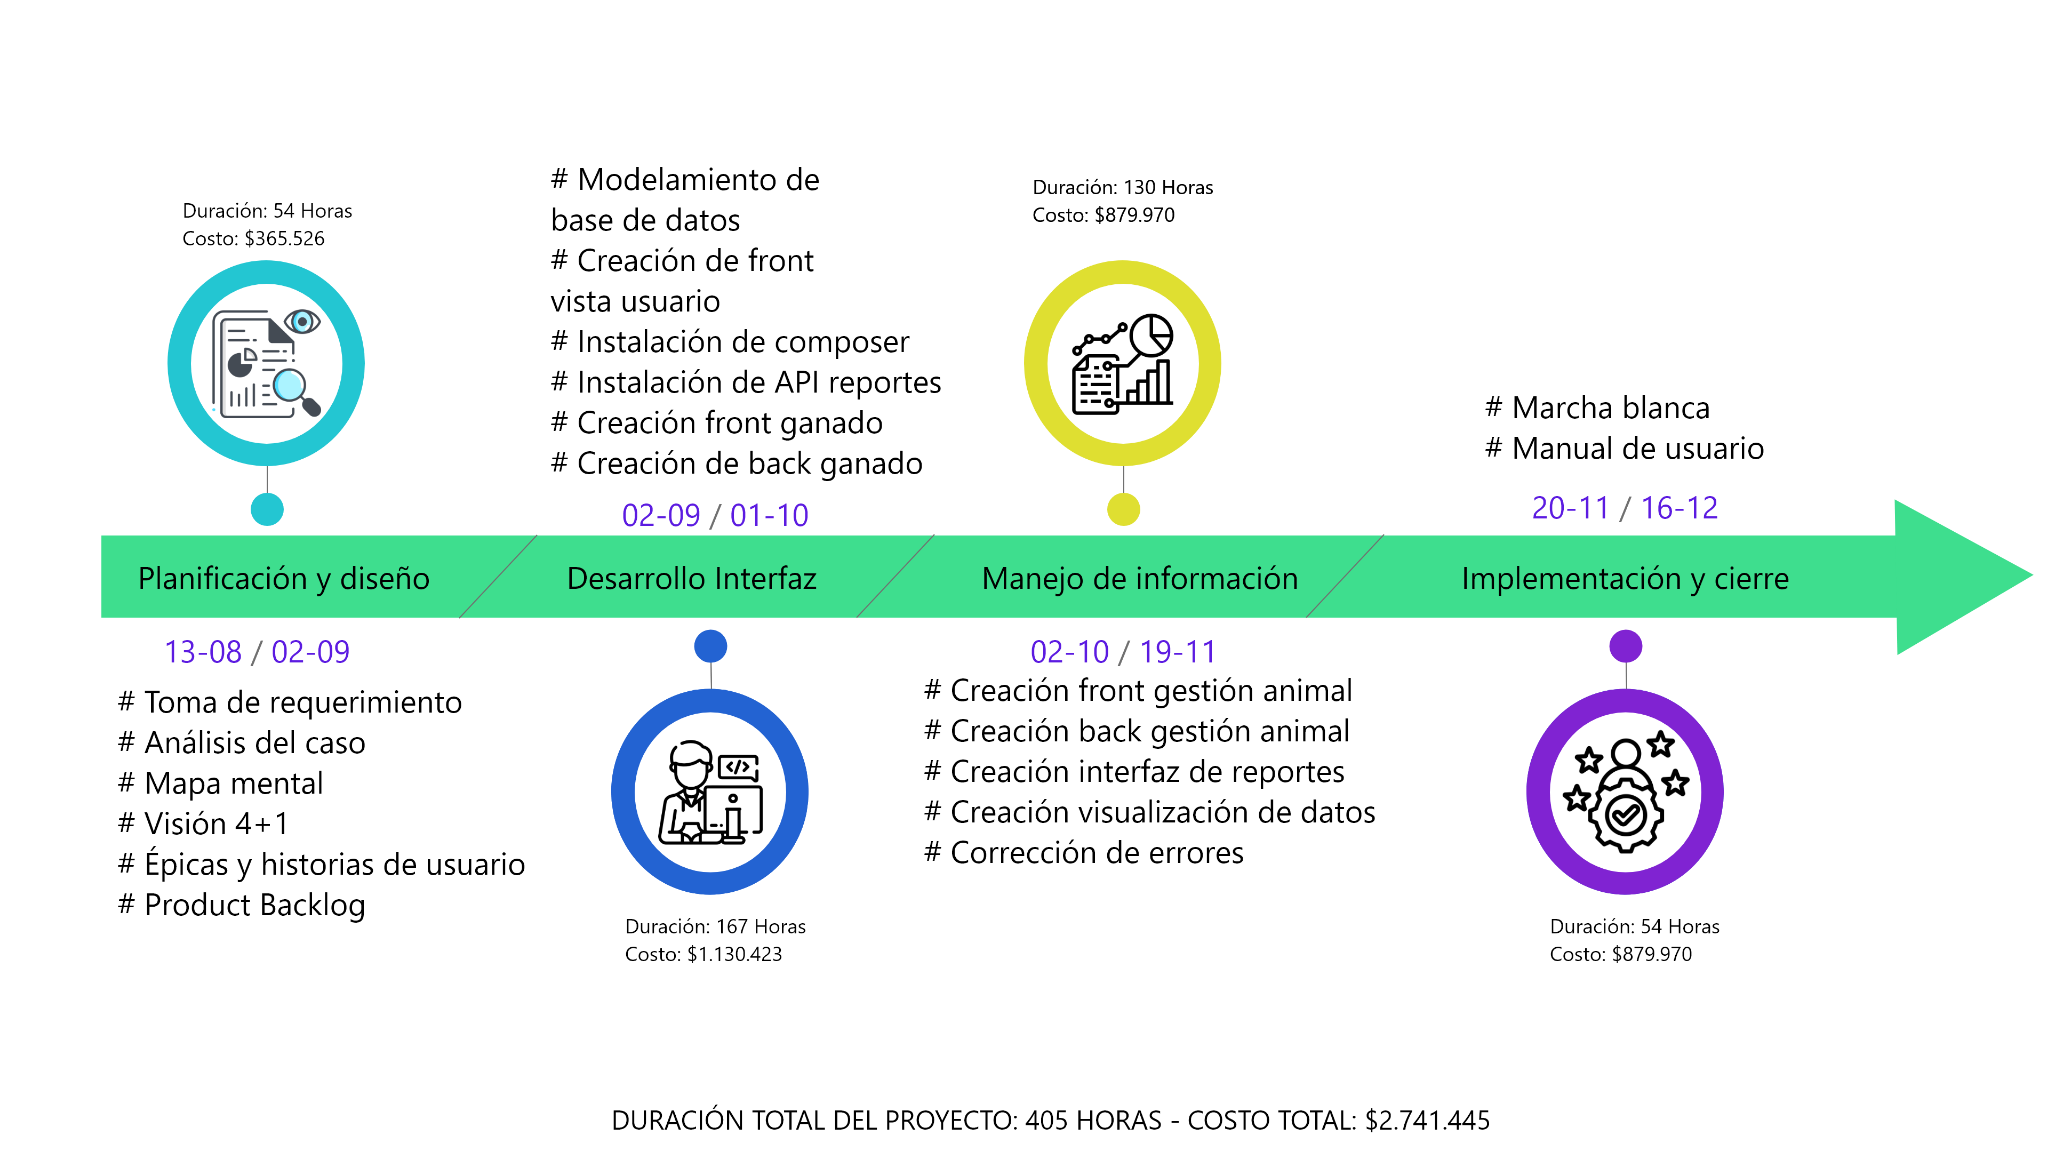 Duración: 54 Horas
Costo: $365.526
# Modelamiento de
base de datos
# Creación de front
vista usuario
# Instalación de composer
# Instalación de API reportes
# Creación front ganado
# Creación de back ganado
02-09 / 01-10
Duración: 130 Horas
Costo: $879.970
# Marcha blanca
# Manual de usuario
20-11 / 16-12
Planificación y diseño
Desarrollo Interfaz
Manejo de información
Implementación y cierre
13-08 / 02-09
# Toma de requerimiento
# Análisis del caso
# Mapa mental
# Visión 4+1
# Épicas y historias de usuario
# Product Backlog
</>
Duración: 167 Horas
Costo: $1.130.423
02-10 / 19-11
# Creación front gestión animal
# Creación back gestión animal
# Creación interfaz de reportes
# Creación visualización de datos
# Corrección de errores
Duración: 54 Horas
Costo: $879.970
DURACIÓN TOTAL DEL PROYECTO: 405 HORAS - COSTO TOTAL: $2.741.445